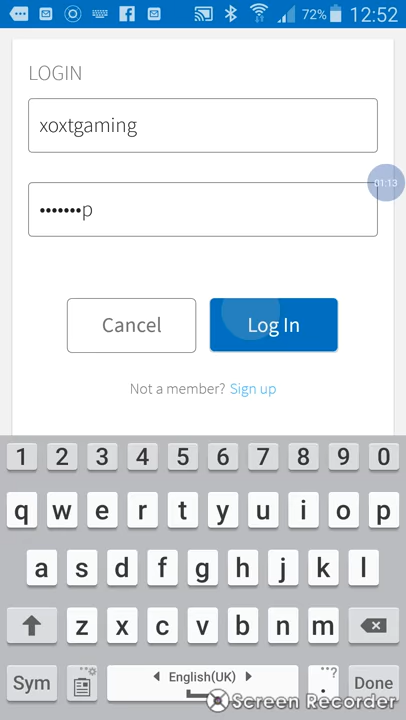 72% 12:52
LOGIN
xoxtgaming
01:13
•••••••p
Cancel Log In
Not a member? Sign up
1 2 3 4 5 6 7 8 9 0
q w e r t y u i o p
a s d f g h j k l
z x c v b n m
Sym English(UK) . ...? Done
Screen Recorder